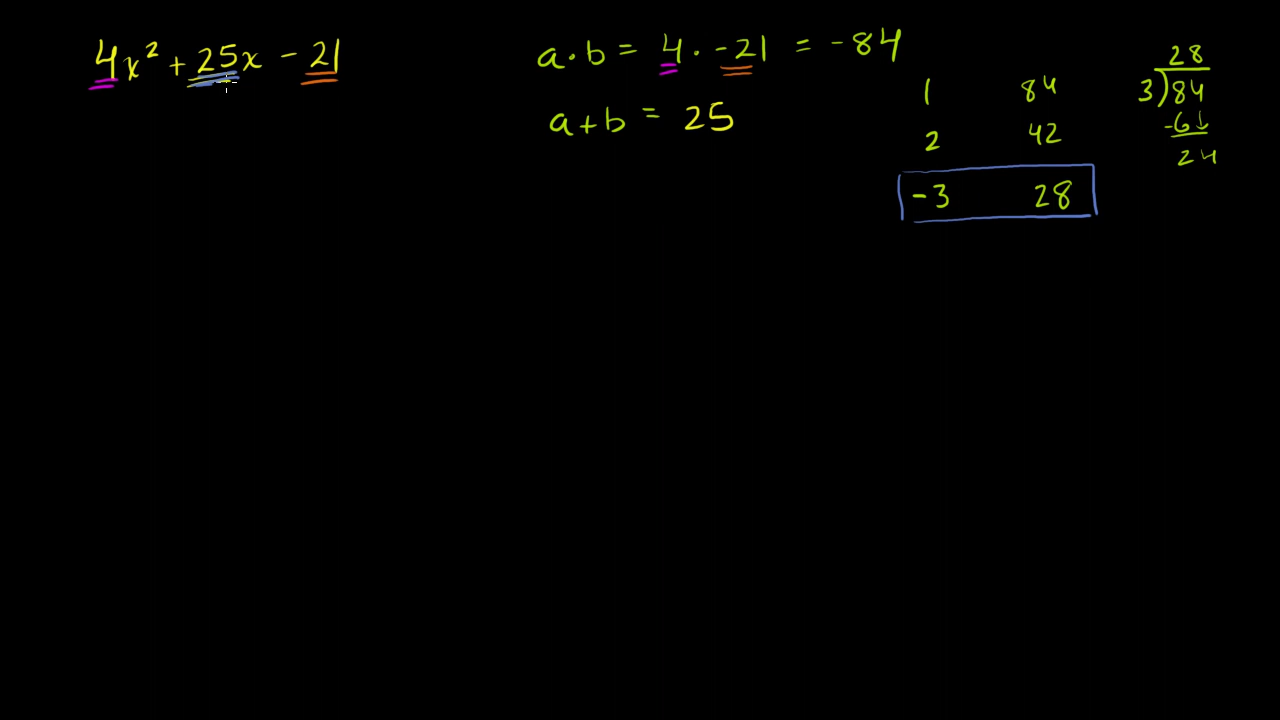 4x² + 25x - 21
a·b = 4 · -21 = -84
a+b = 25
1 84
2 42
-3 28
28
3)84
-6↓
24